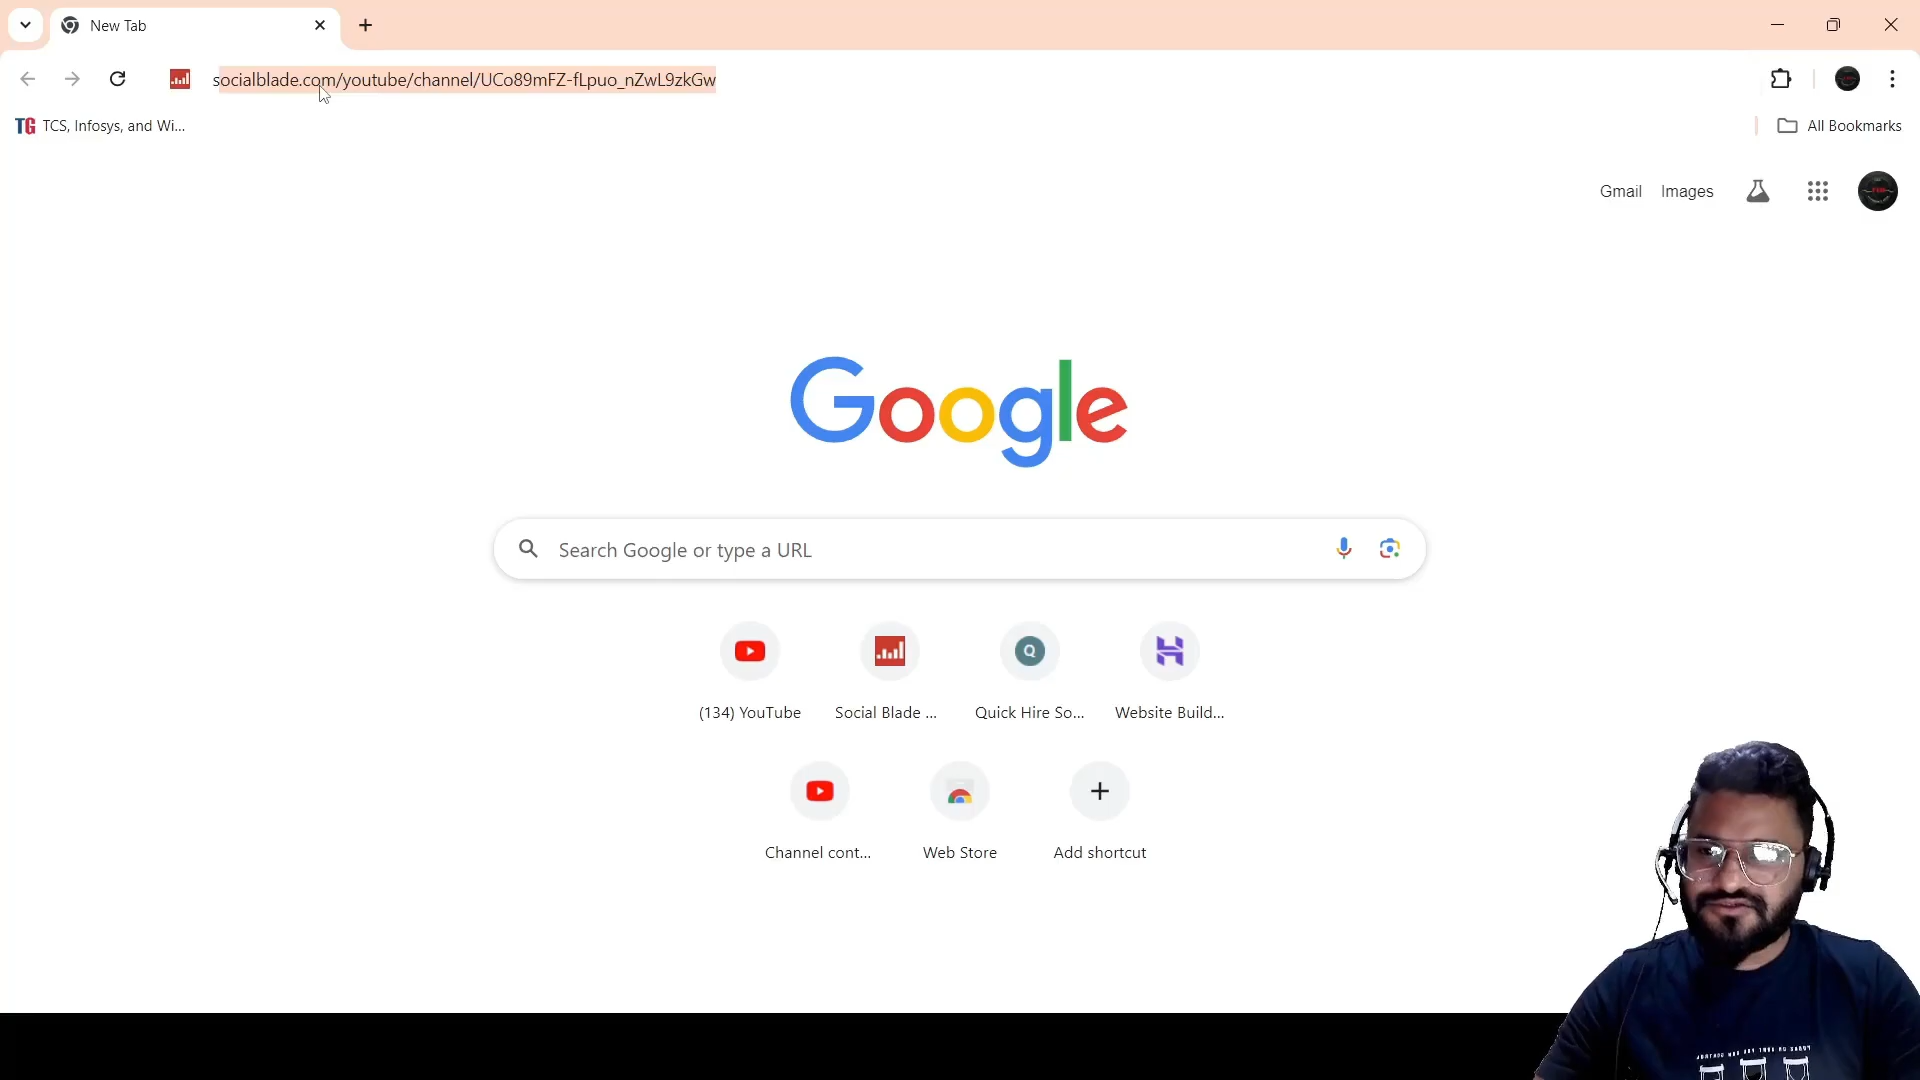 New Tab
socialblade.com/youtube/channel/UCo89mFZ-fLpuo_nZwL9zkGw
TCS, Infosys, and Wi...
All Bookmarks
Gmail
Images
Google
Search Google or type a URL
(134) YouTube
Social Blade ...
Quick Hire So...
Website Build...
Channel cont...
Web Store
Add shortcut